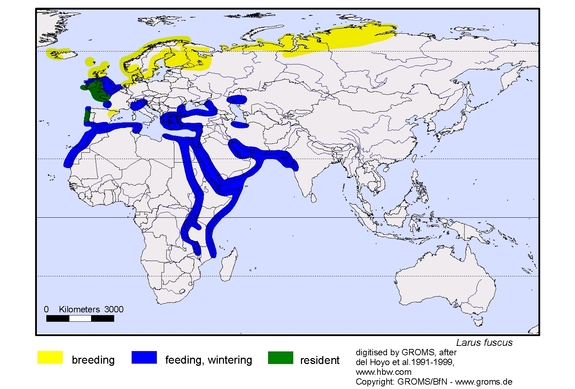 0 Kilometers 3000
Larus fuscus
breeding feeding, wintering resident
digitised by GROMS, after
del Hoyo et al.1991-1999,
www.hbw.com
Copyright: GROMS/BfN - www.groms.de